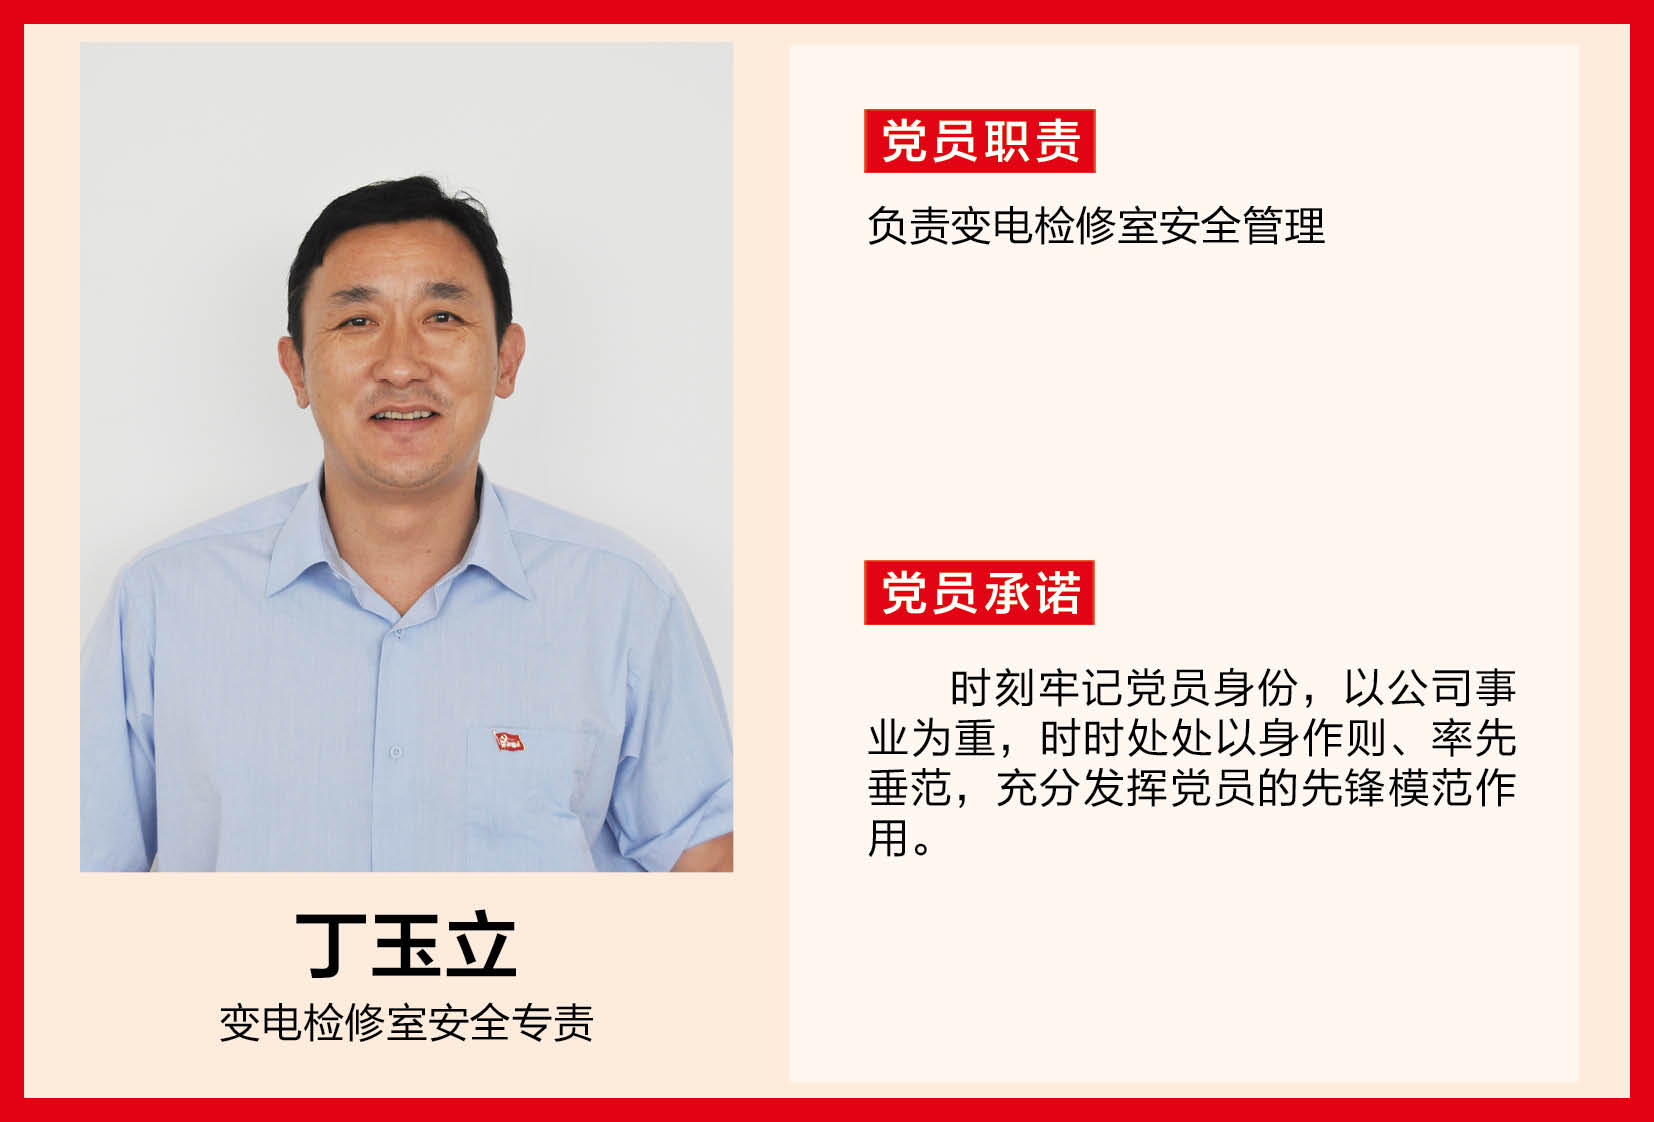 党员职责
负责变电检修室安全管理
党员承诺
时刻牢记党员身份，以公司事
业为重，时时处处以身作则、率先
垂范，充分发挥党员的先锋模范作
用。
丁玉立
变电检修室安全专责